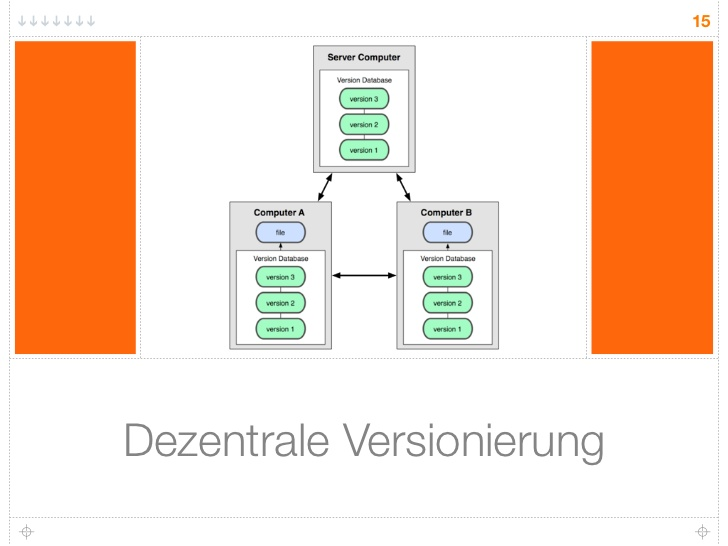 15
Server Computer
Version Database
version 3
version 2
version 1
Computer A
file
Version Database
version 3
version 2
version 1
Computer B
file
Version Database
version 3
version 2
version 1
Dezentrale Versionierung